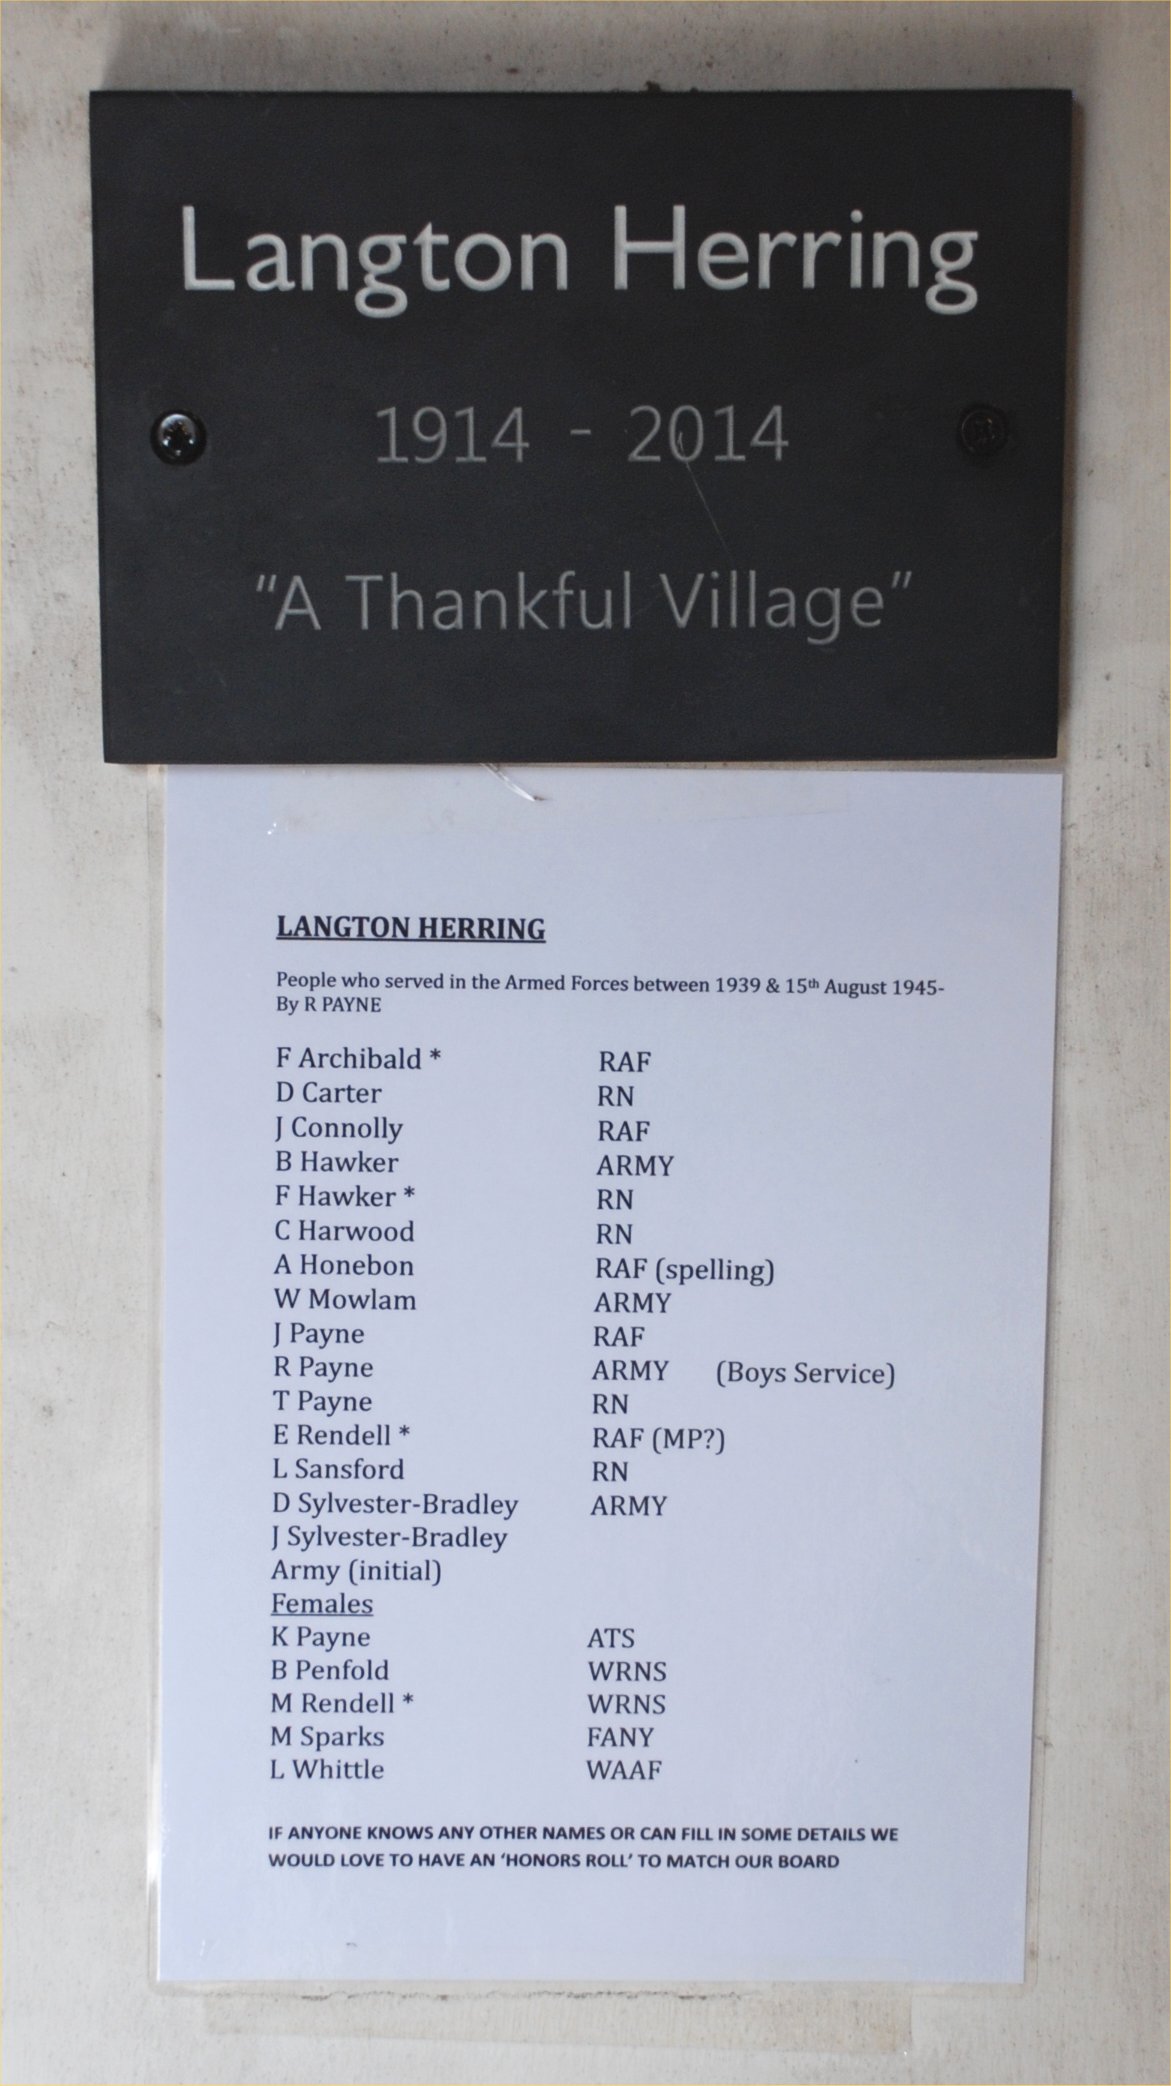 Langton Herring
1914 - 2014
“A Thankful Village”
LANGTON HERRING
People who served in the Armed Forces between 1939 & 15th August 1945-
By R PAYNE
F Archibald * RAF
D Carter RN
J Connolly RAF
B Hawker ARMY
F Hawker * RN
C Harwood RN
A Honebon RAF (spelling)
W Mowlam ARMY
J Payne RAF
R Payne ARMY (Boys Service)
T Payne RN
E Rendell * RAF (MP?)
L Sansford RN
D Sylvester-Bradley ARMY
J Sylvester-Bradley
Army (initial)
Females
K Payne ATS
B Penfold WRNS
M Rendell * WRNS
M Sparks FANY
L Whittle WAAF
IF ANYONE KNOWS ANY OTHER NAMES OR CAN FILL IN SOME DETAILS WE
WOULD LOVE TO HAVE AN ‘HONORS ROLL’ TO MATCH OUR BOARD